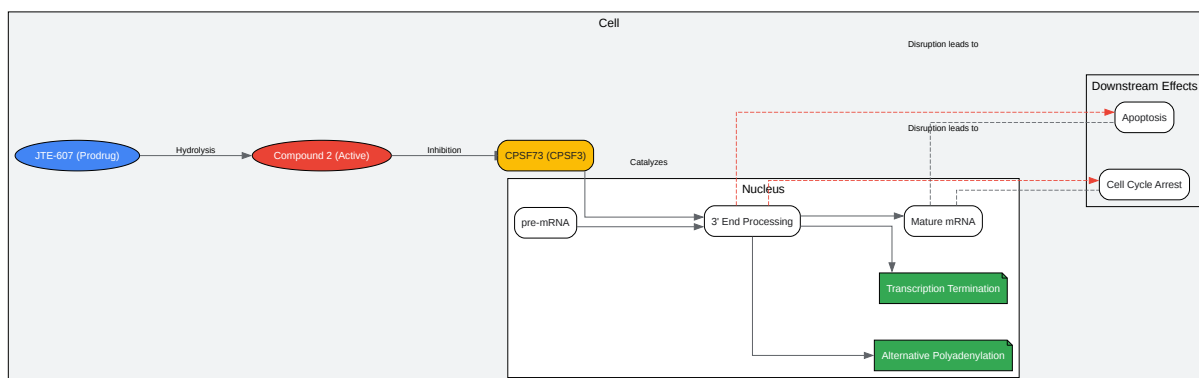 Cell
Disruption leads to
Downstream Effects
Apoptosis
Disruption leads to
JTE-607 (Prodrug)
Hydrolysis
Compound 2 (Active)
Inhibition
CPSF73 (CPSF3)
Catalyzes
Cell Cycle Arrest
Nucleus
pre-mRNA
3' End Processing
Mature mRNA
Transcription Termination
Alternative Polyadenylation